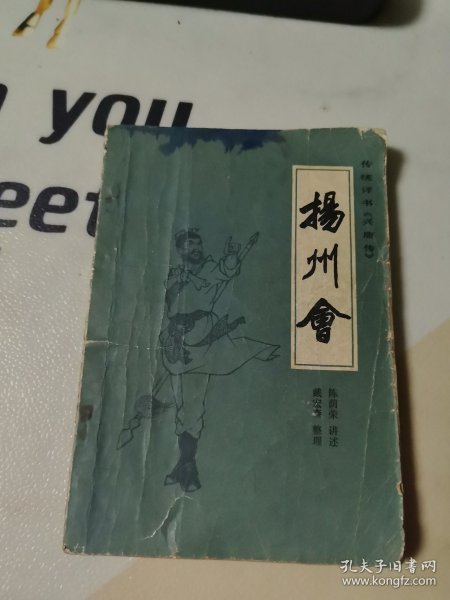 you
eet
传统评书《兴唐传》
揚州會
陈荫荣 讲述
戴宏森 整理
孔夫子旧书网
www.kongfz.com